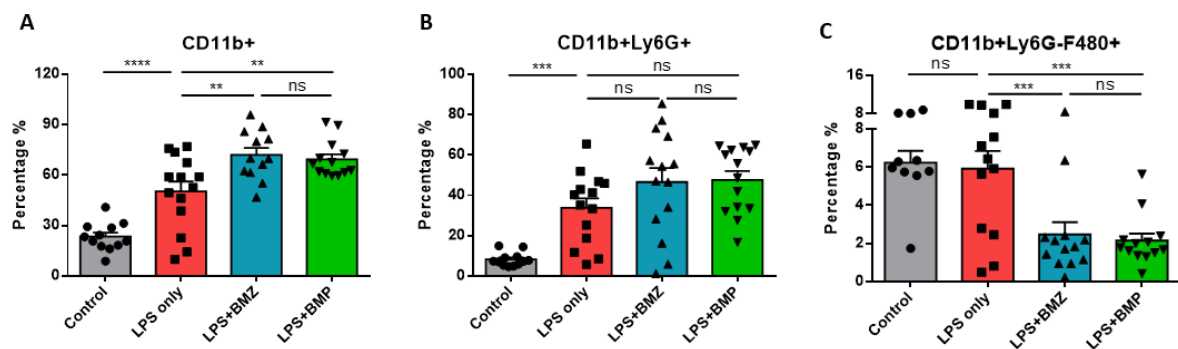 A
CD11b+
**** **
** ns
Percentage %
120
90
60
30
0
Control
LPS only
LPS+BMZ
LPS+BMP
B
CD11b+Ly6G+
*** ns
ns ns
Percentage %
100
80
60
40
20
0
Control
LPS only
LPS+BMZ
LPS+BMP
C
CD11b+Ly6G-F480+
ns ***
*** ns
Percentage %
16
8
6
4
2
0
Control
LPS only
LPS+BMZ
LPS+BMP